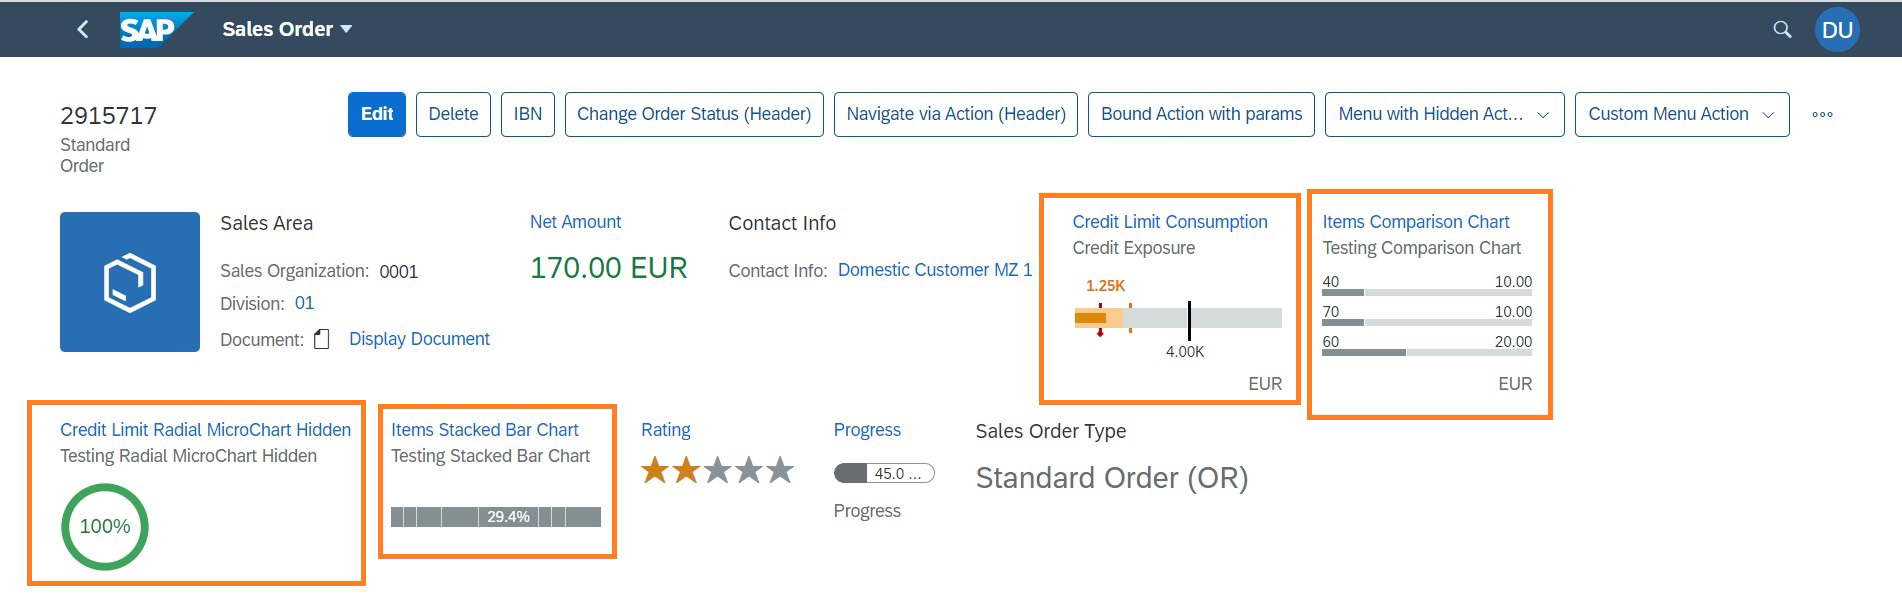 SAP Sales Order
DU
2915717
Standard
Order
Edit Delete IBN Change Order Status (Header) Navigate via Action (Header) Bound Action with params Menu with Hidden Act... Custom Menu Action
Sales Area
Sales Organization: 0001
Division: 01
Document: Display Document
Net Amount
170.00 EUR
Contact Info
Contact Info: Domestic Customer MZ 1
Credit Limit Consumption
Credit Exposure
1.25K
4.00K
EUR
Items Comparison Chart
Testing Comparison Chart
40 10.00
70 10.00
60 20.00
EUR
Credit Limit Radial MicroChart Hidden
Testing Radial MicroChart Hidden
100%
Items Stacked Bar Chart
Testing Stacked Bar Chart
29.4%
Rating
Progress
45.0 ...
Progress
Sales Order Type
Standard Order (OR)